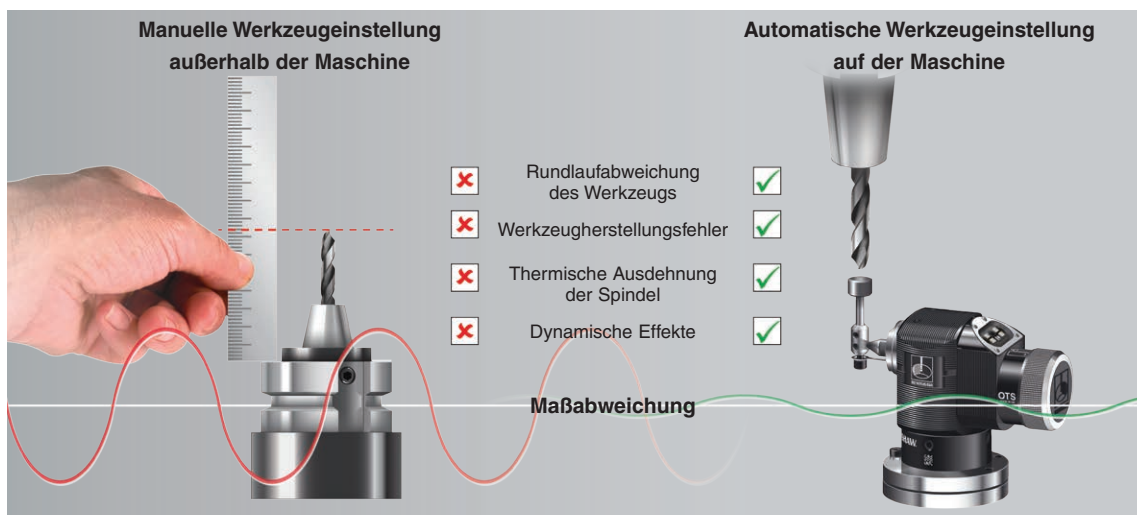 Manuelle Werkzeugeinstellung
außerhalb der Maschine
Automatische Werkzeugeinstellung
auf der Maschine
Rundlaufabweichung
des Werkzeugs
Werkzeugherstellungsfehler
Thermische Ausdehnung
der Spindel
Dynamische Effekte
Maßabweichung
OTS